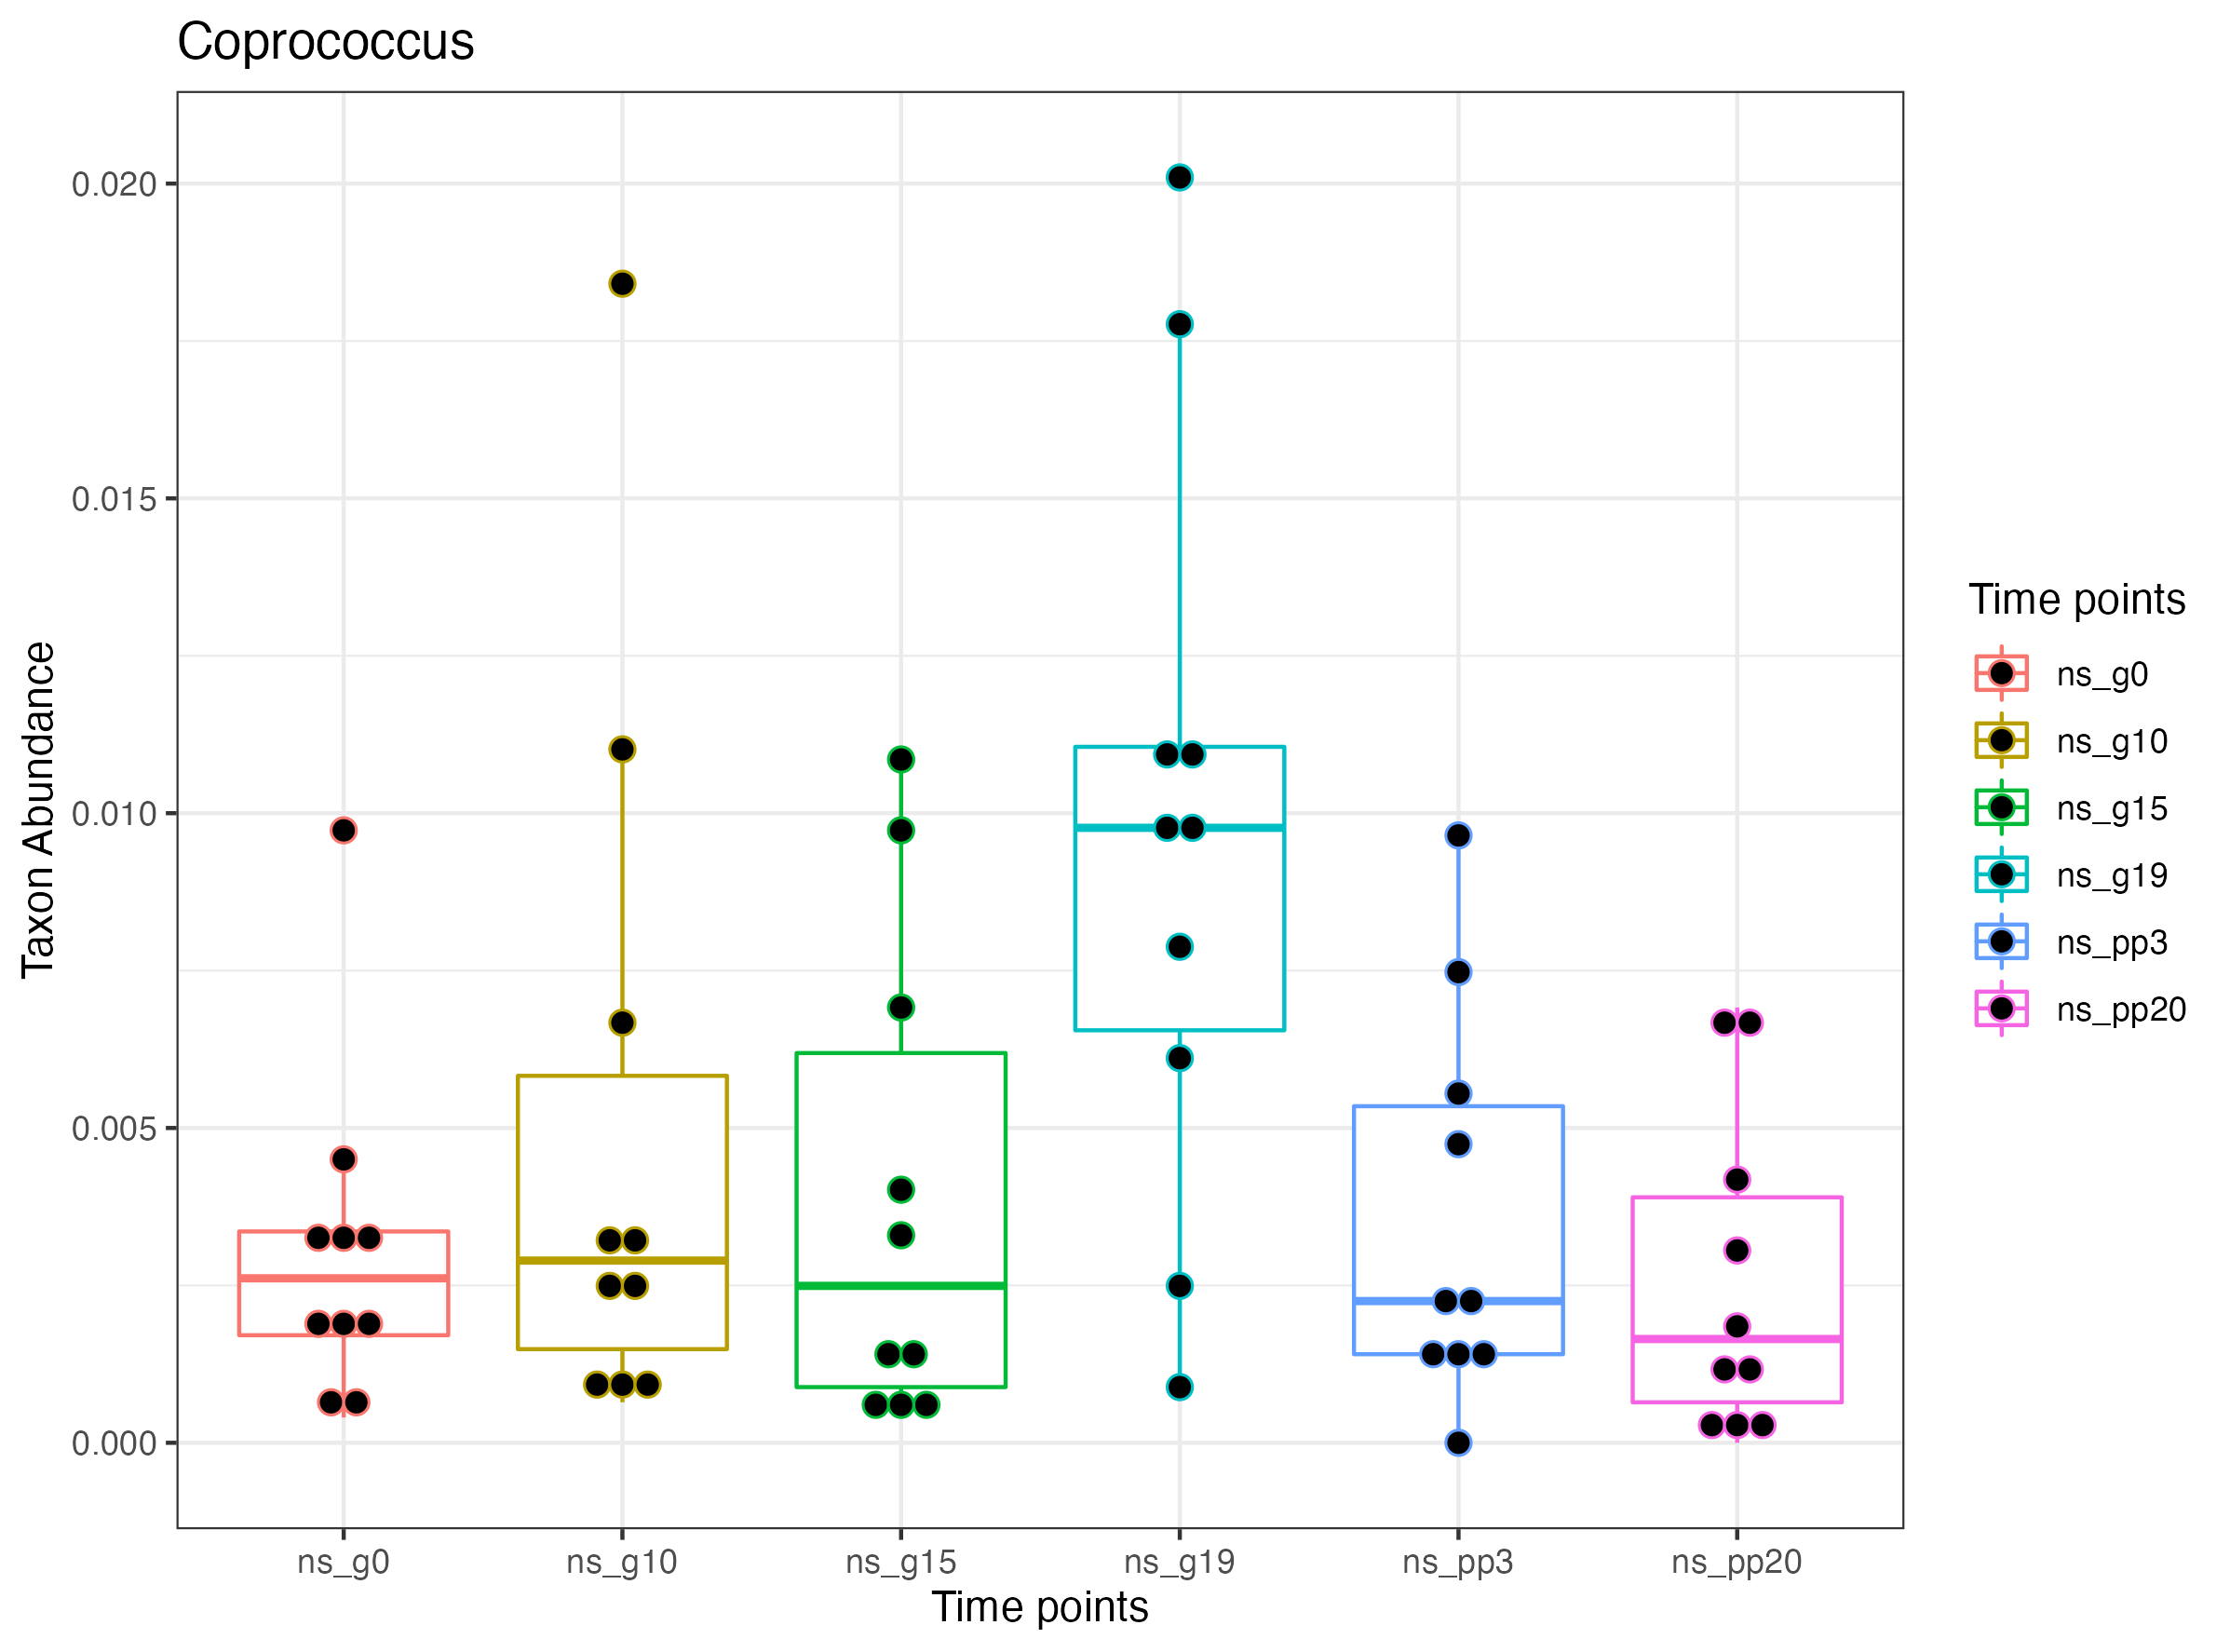 Coprococcus
0.020
0.015
0.010
0.005
0.000
Taxon Abundance
ns_g0
ns_g10
ns_g15
ns_g19
ns_pp3
ns_pp20
Time points
Time points
ns_g0
ns_g10
ns_g15
ns_g19
ns_pp3
ns_pp20